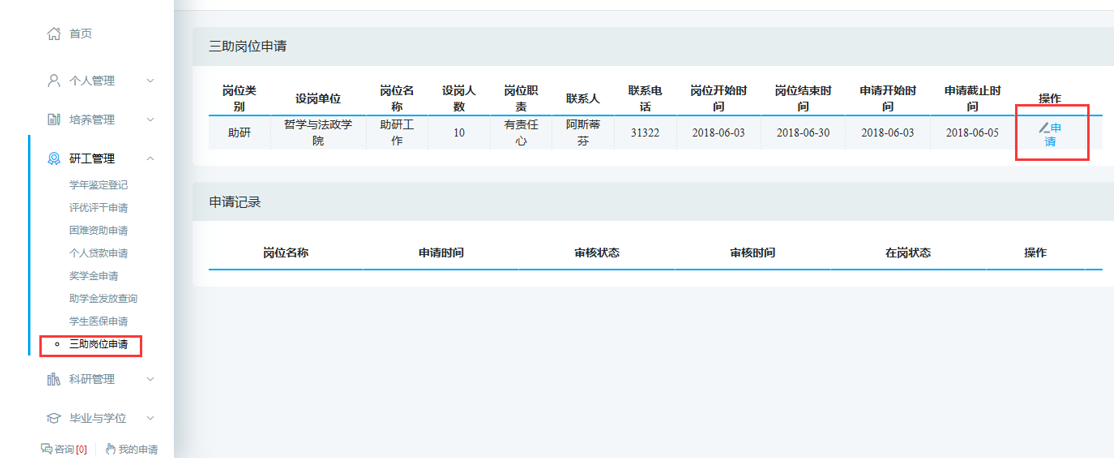 首页
个人管理
培养管理
研工管理
学年鉴定登记
评优评干申请
困难资助申请
个人贷款申请
奖学金申请
助学金发放查询
学生医保申请
三助岗位申请
科研管理
毕业与学位
咨询[0] 我的申请
三助岗位申请
岗位类别 设岗单位 岗位名称 设岗人数 岗位职责 联系人 联系电话 岗位开始时间 岗位结束时间 申请开始时间 申请截止时间 操作
助研 哲学与法政学院 助研工作 10 有责任心 阿斯蒂芬 31322 2018-06-03 2018-06-30 2018-06-03 2018-06-05 申请
申请记录
岗位名称 申请时间 审核状态 审核时间 在岗状态 操作